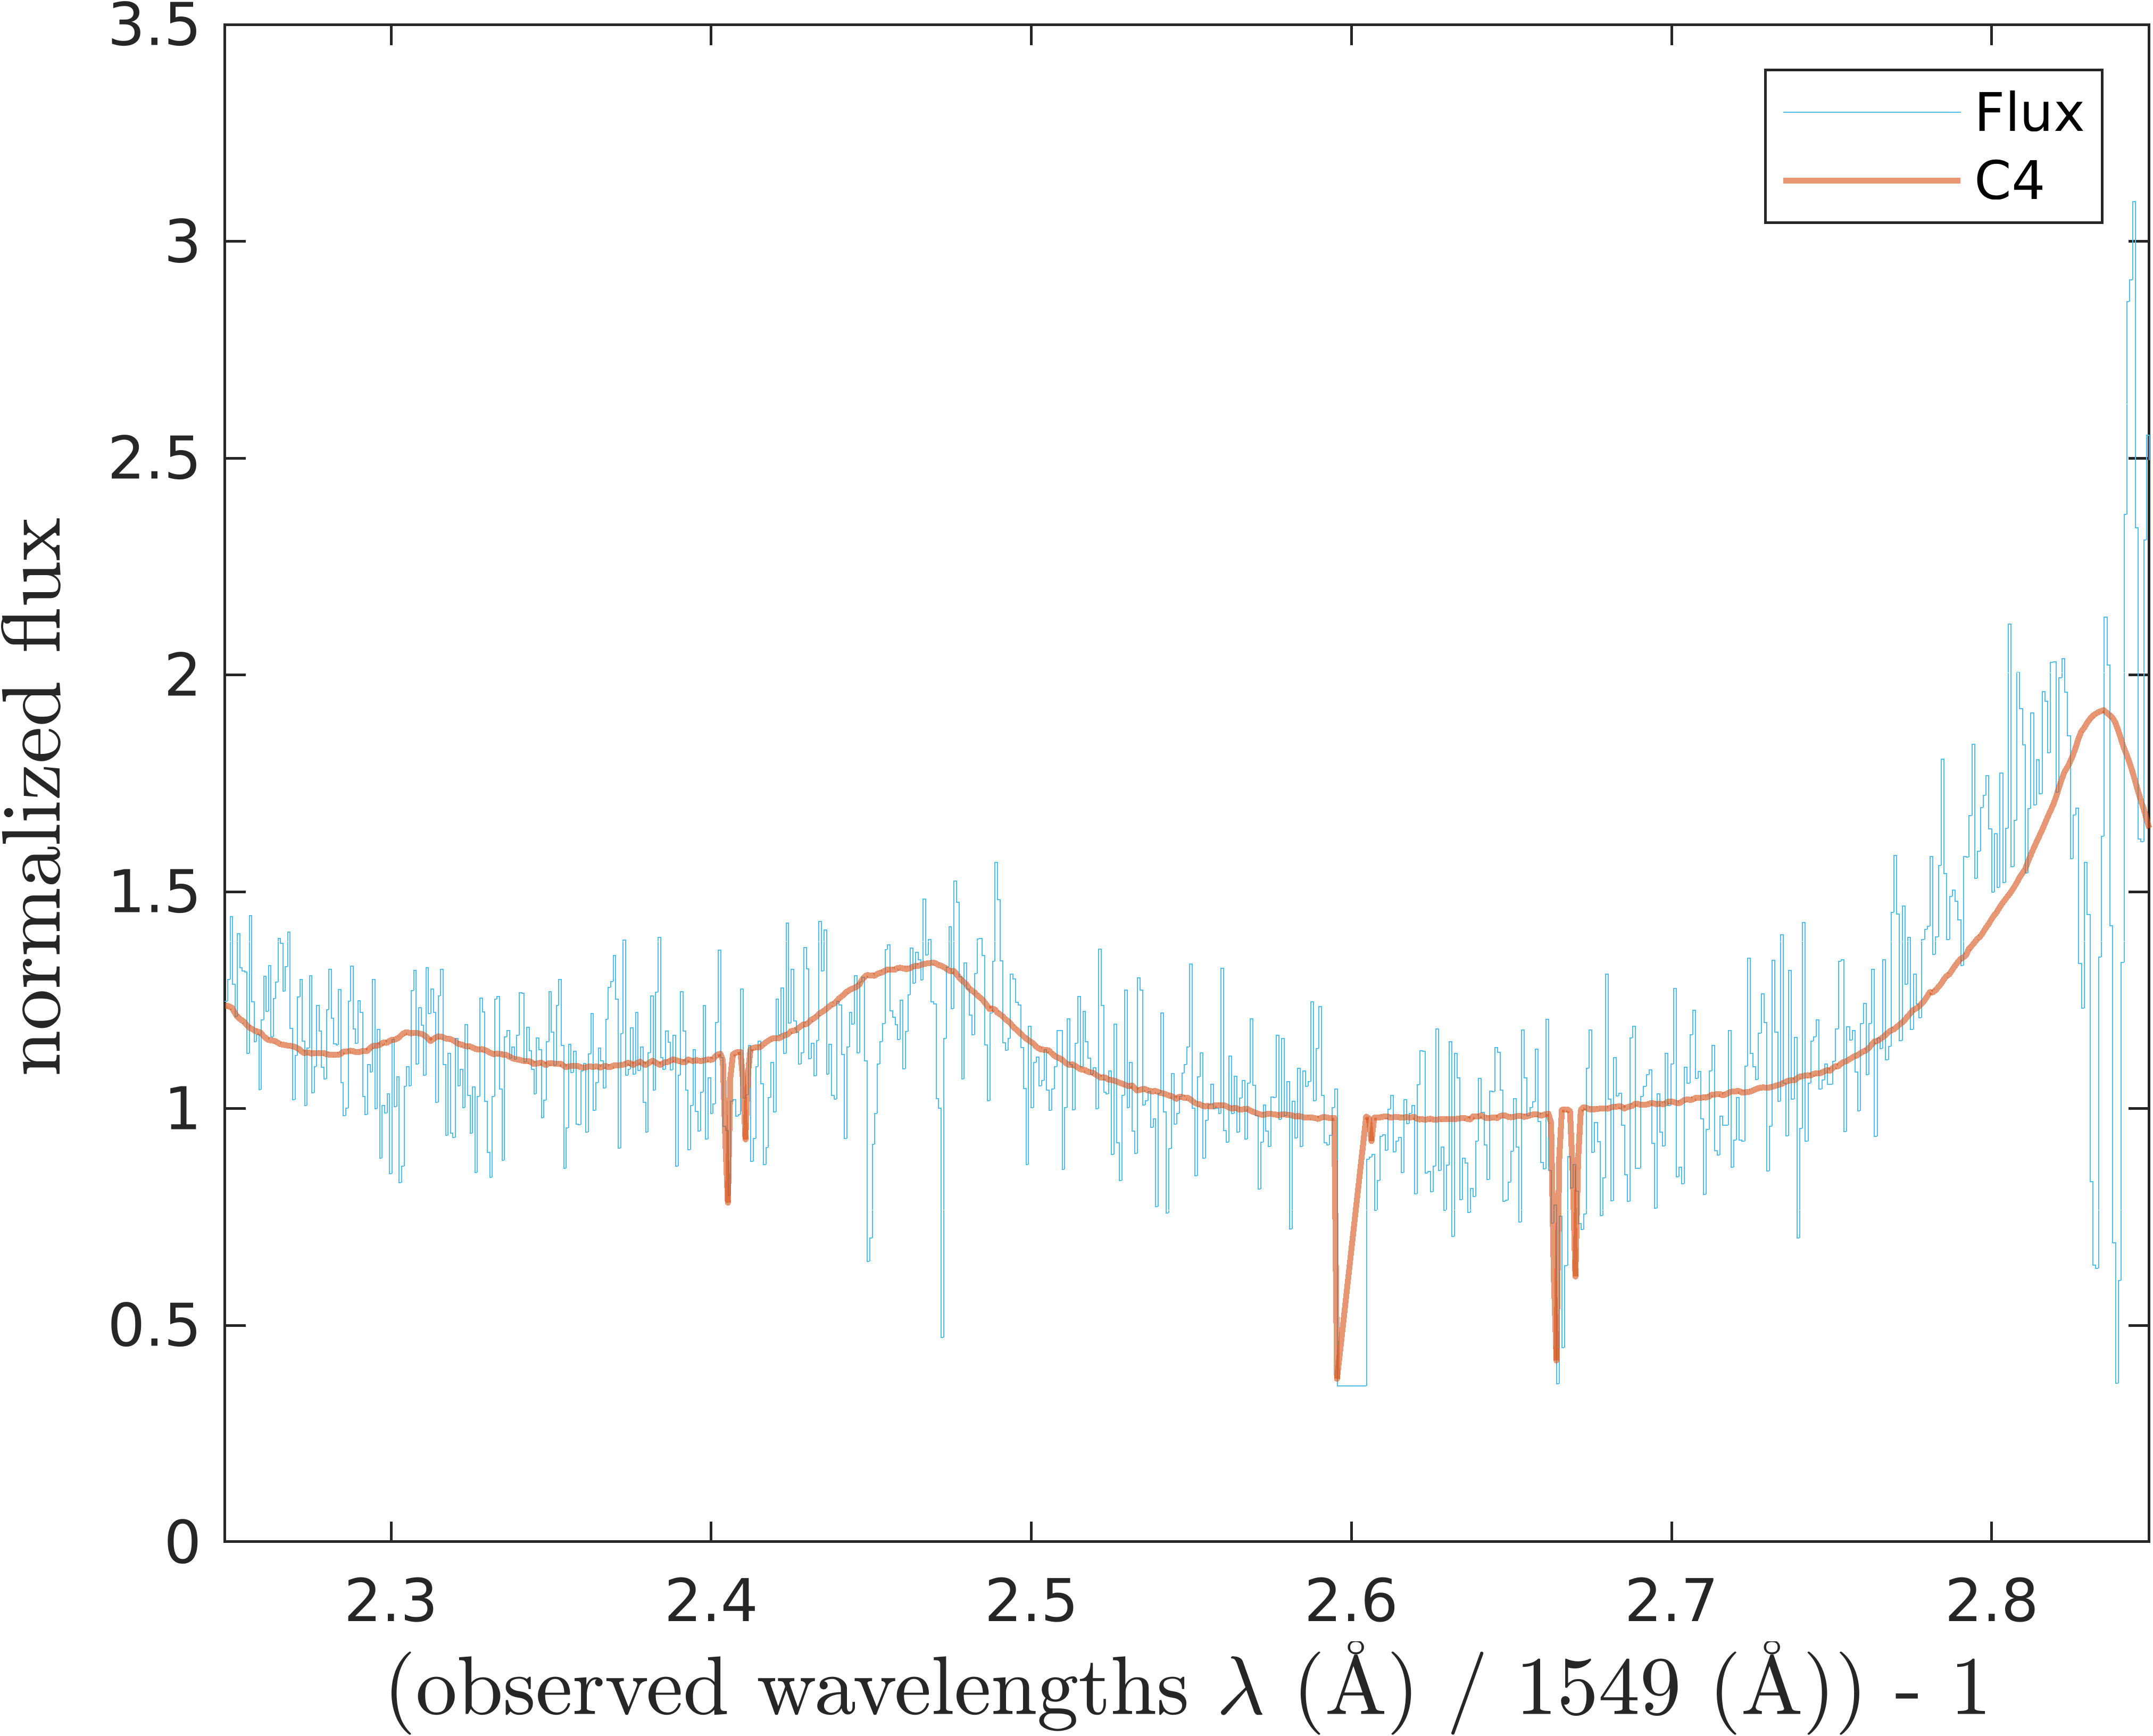 3.5
3
2.5
2
1.5
1
0.5
0
normalized flux
Flux
C4
2.3 2.4 2.5 2.6 2.7 2.8
(observed wavelengths λ (Å) / 1549 (Å)) - 1